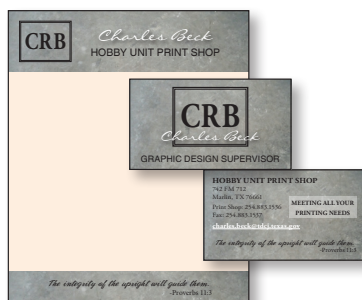 CRB
Charles Beck
HOBBY UNIT PRINT SHOP
CRB
Charles Beck
GRAPHIC DESIGN SUPERVISOR
HOBBY UNIT PRINT SHOP
742 FM 712
Marlin, TX 76661
Print Shop: 254.883.1556
Fax: 254.883.1557
charles.beck@tdcj.texas.gov
MEETING ALL YOUR
PRINTING NEEDS
The integrity of the upright will guide them.
-Proverbs 11:3
The integrity of the upright will guide them.
-Proverbs 11:3